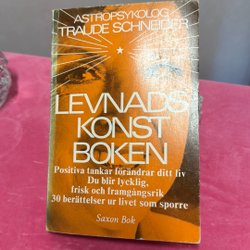 ASTROPSYKOLOG
TRAUDE SCHNEIDER
LEVNADS
KONST
BOKEN
Positiva tankar förändrar ditt liv
Du blir lycklig,
frisk och framgångsrik
30 berättelser ur livet som sporre
Saxon Bok